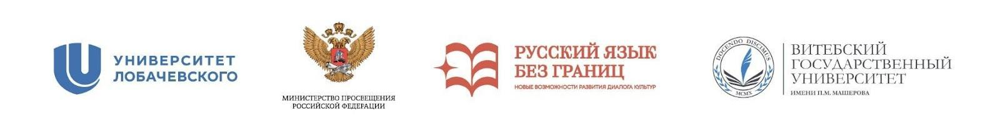 УНИВЕРСИТЕТ
ЛОБАЧЕВСКОГО
МИНИСТЕРСТВО ПРОСВЕЩЕНИЯ
РОССИЙСКОЙ ФЕДЕРАЦИИ
РУССКИЙ ЯЗЫК
БЕЗ ГРАНИЦ
НОВЫЕ ВОЗМОЖНОСТИ РАЗВИТИЯ ДИАЛОГА КУЛЬТУР
DOCENDO DISCIMUS
MCMX
ВИТЕБСКИЙ
ГОСУДАРСТВЕННЫЙ
УНИВЕРСИТЕТ
ИМЕНИ П.М. МАШЕРОВА